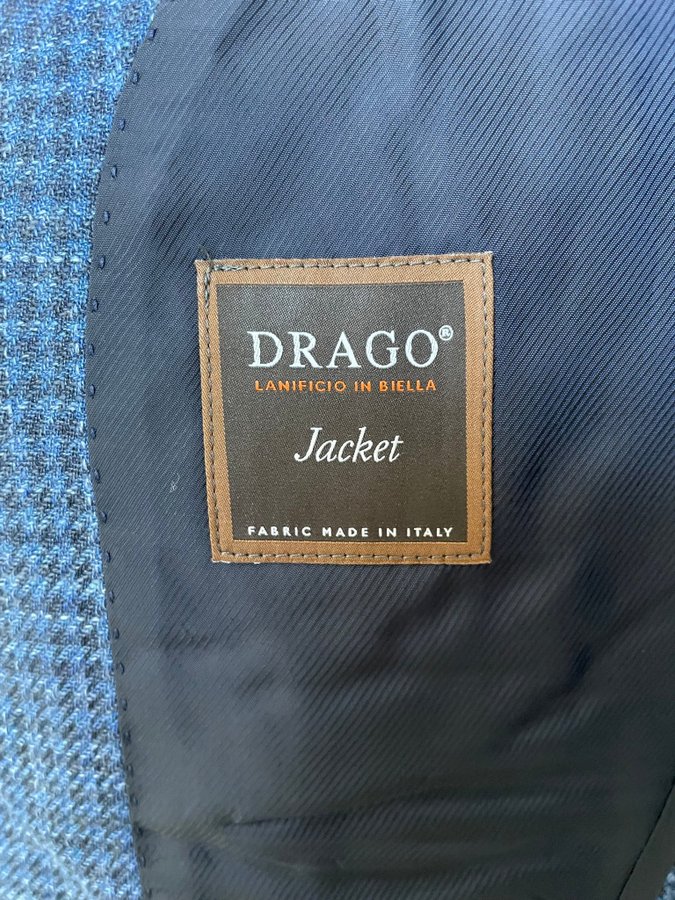 DRAGO®
LANIFICIO IN BIELLA
Jacket
FABRIC MADE IN ITALY